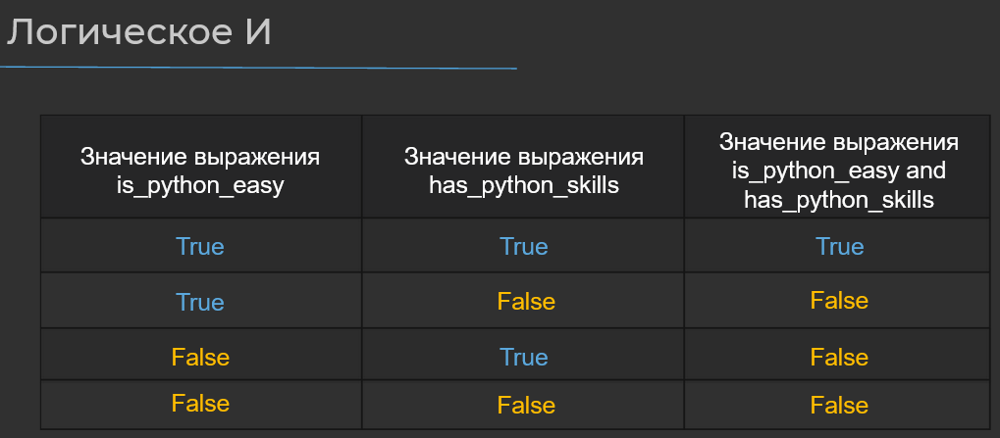 Логическое И
Значение выражения
is_python_easy
Значение выражения
has_python_skills
Значение выражения
is_python_easy and
has_python_skills
True True True
True False False
False True False
False False False